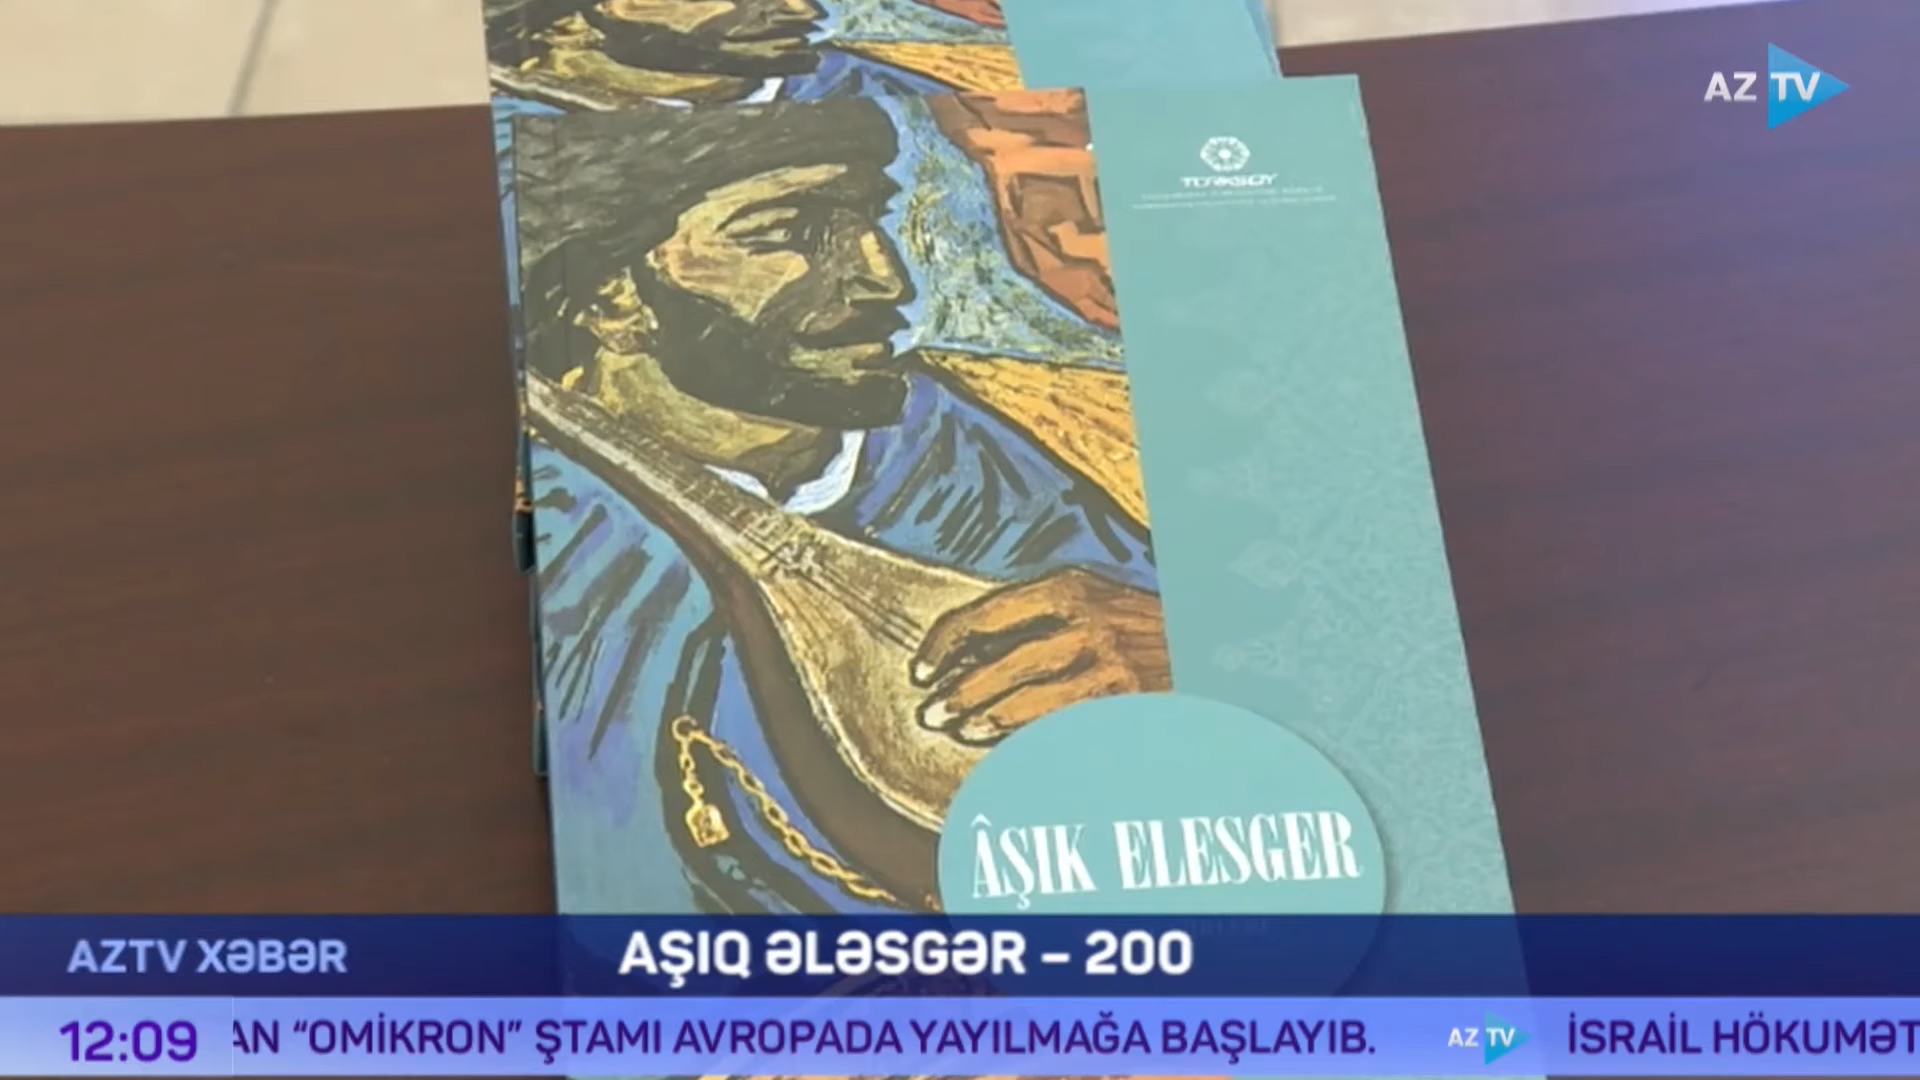 AZ TV
TÜRKSOY
ÂŞIK ELESGER
AZTV XƏBƏR
AŞIQ ƏLƏSGƏR – 200
12:09
AN “OMİKRON” ŞTAMI AVROPADA YAYILMAĞA BAŞLAYIB.
AZ TV
İSRAİL HÖKUMƏT